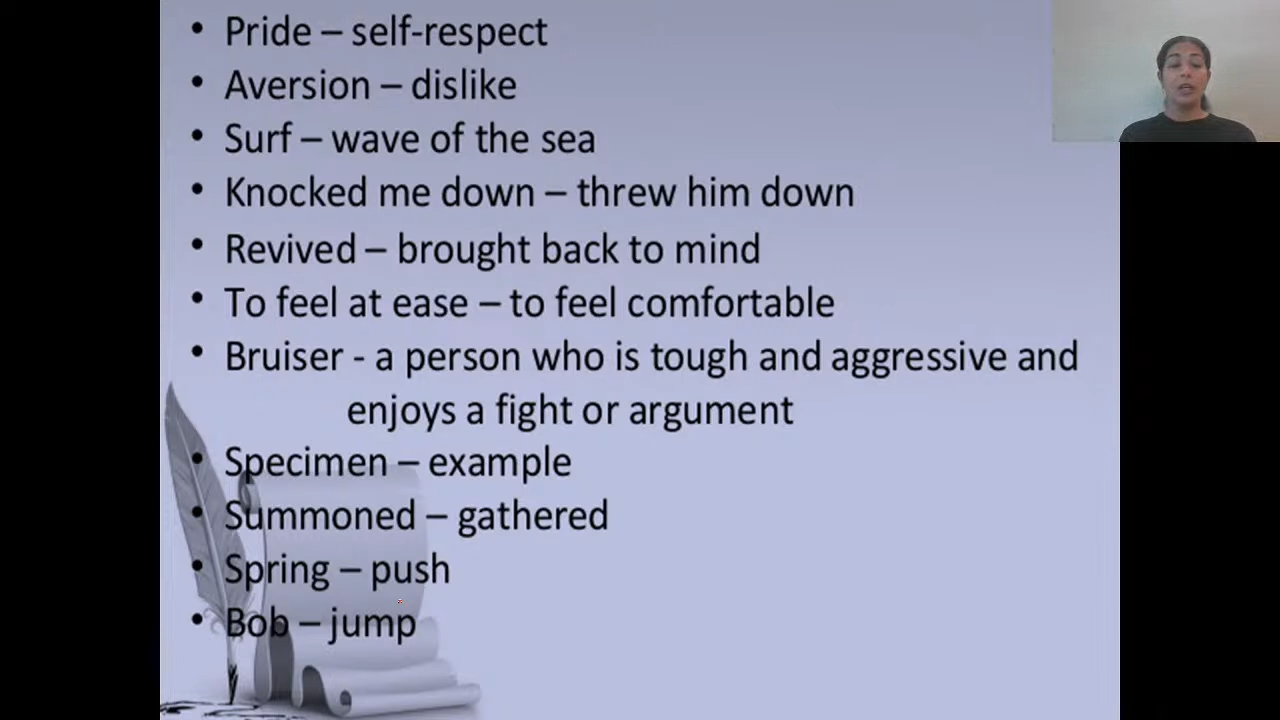 • Pride – self-respect
• Aversion – dislike
• Surf – wave of the sea
• Knocked me down – threw him down
• Revived – brought back to mind
• To feel at ease – to feel comfortable
• Bruiser - a person who is tough and aggressive and
enjoys a fight or argument
• Specimen – example
• Summoned – gathered
• Spring – push
• Bob – jump